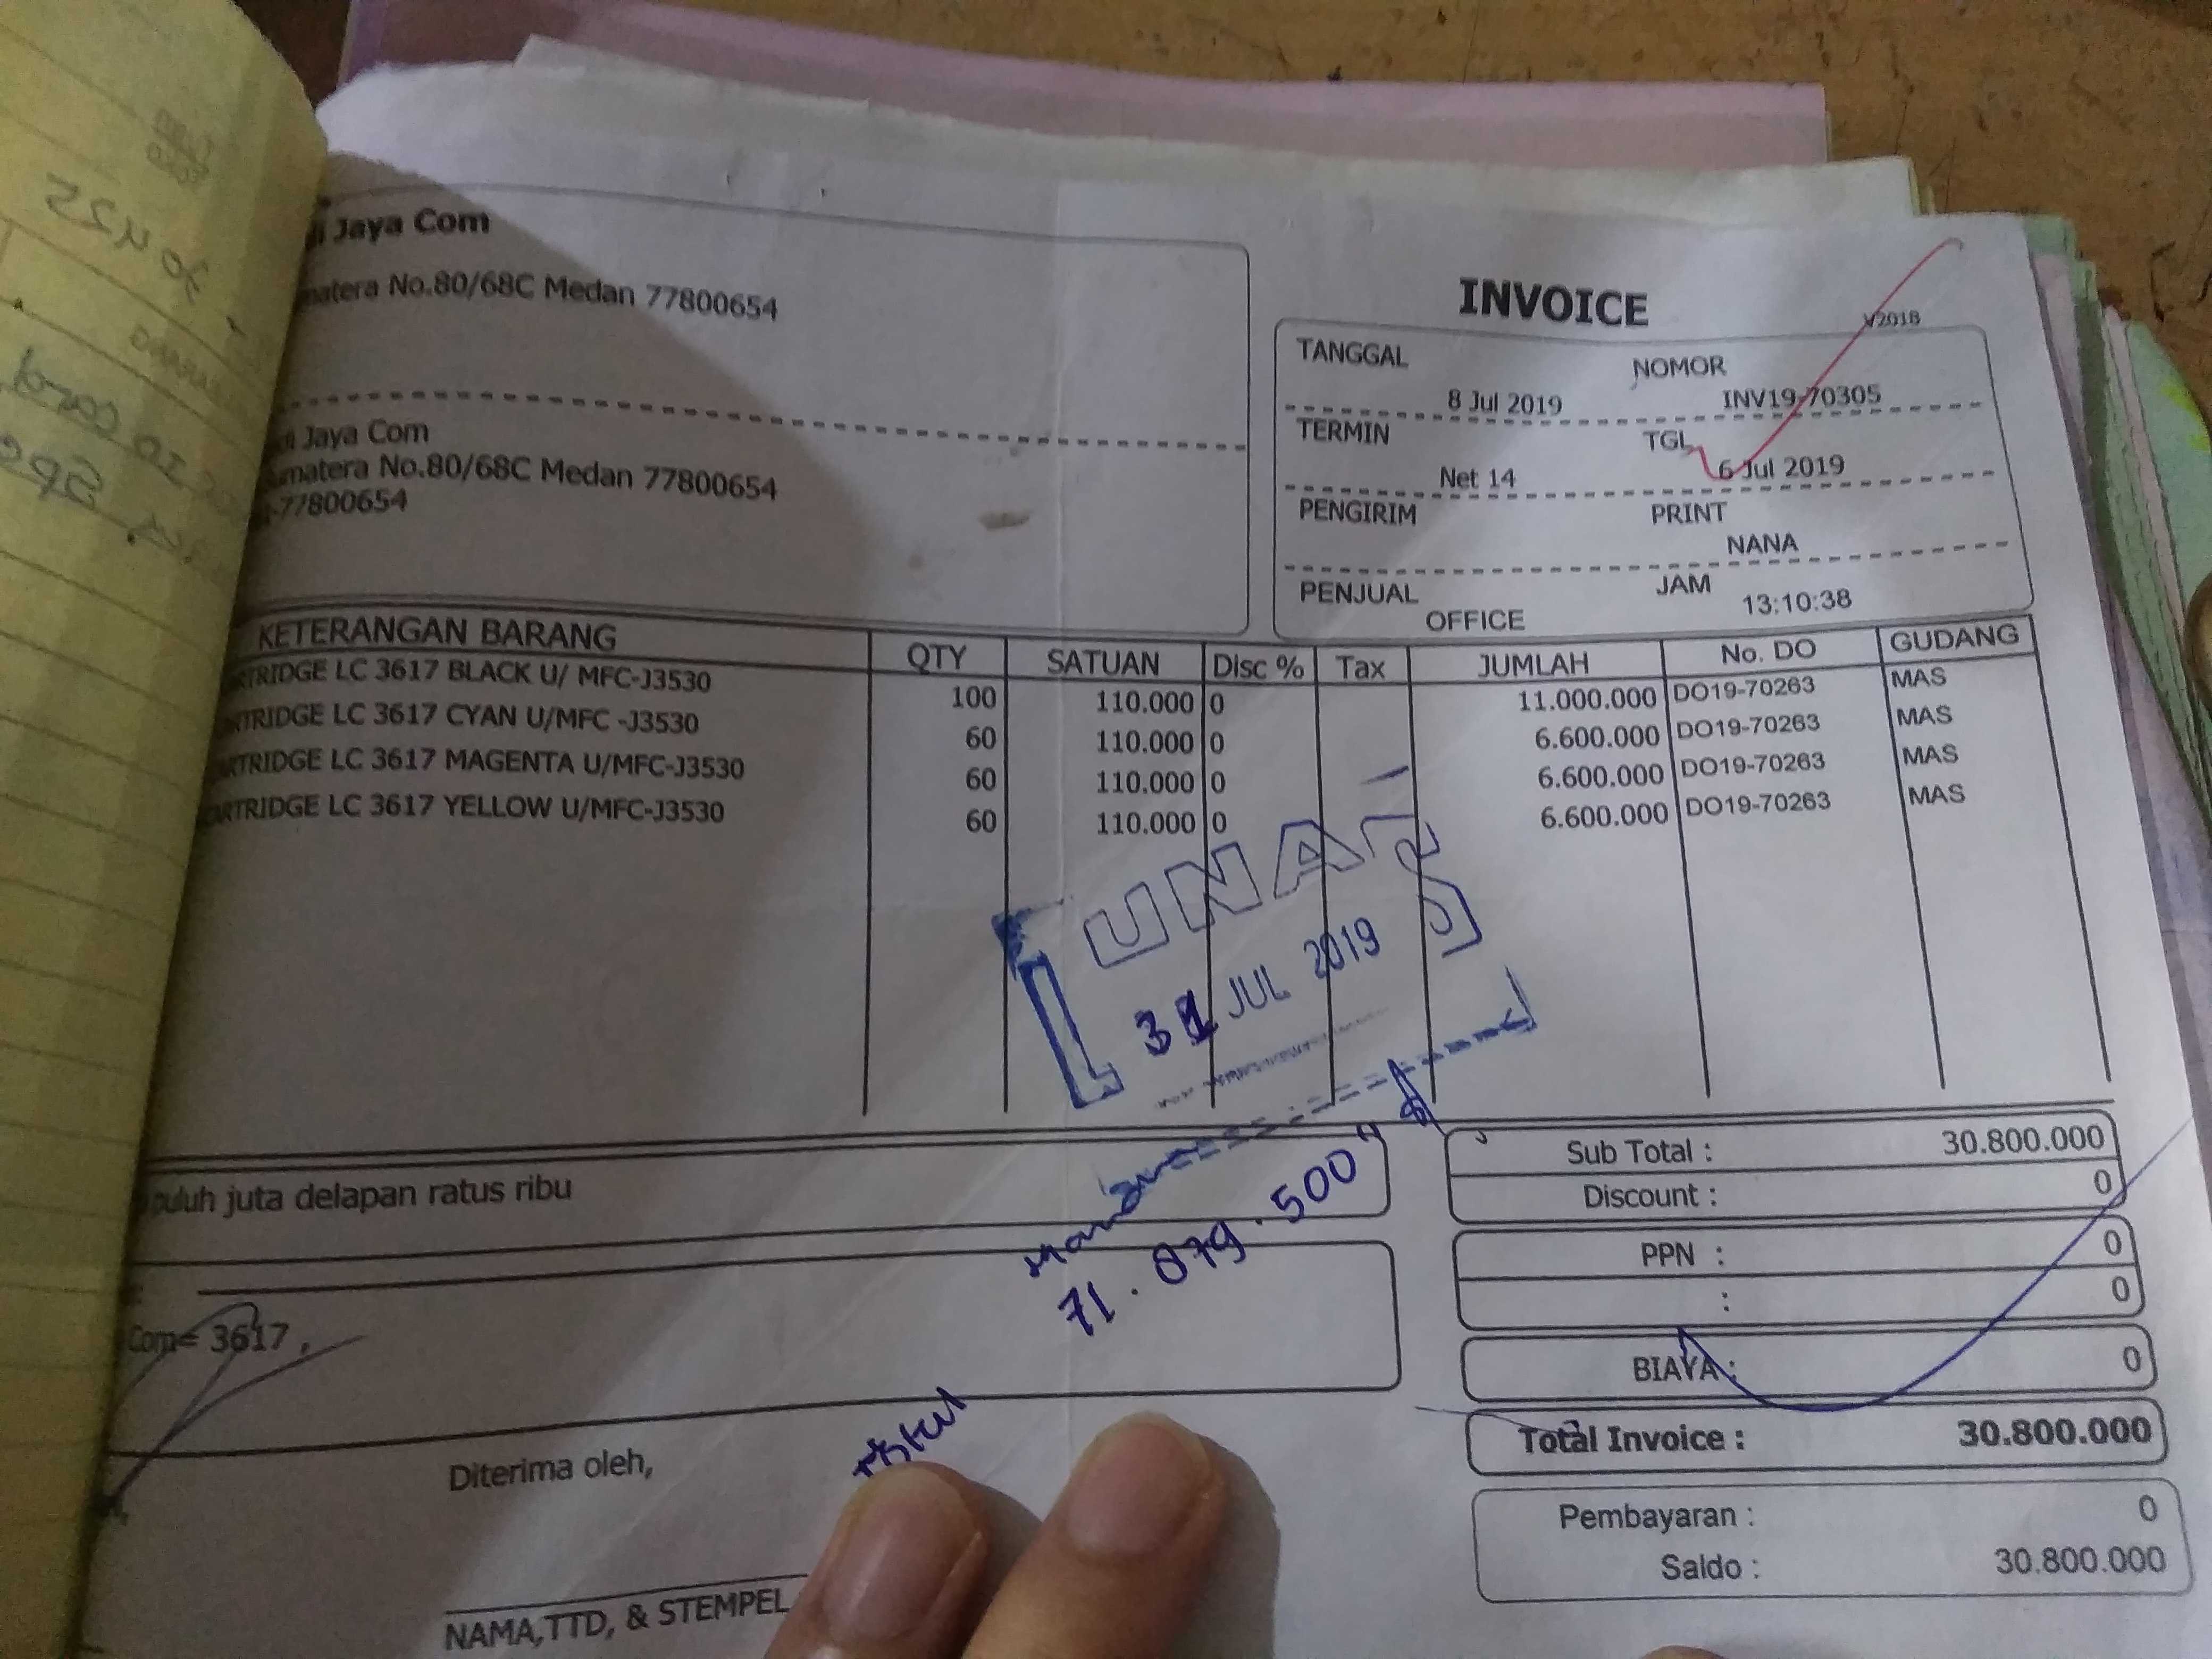 Jaya Com
No.80/68C Medan 77800654
Jaya Com
No.80/68C Medan 77800654
-77800654
INVOICE
V2018
TANGGAL NOMOR
8 Jul 2019 INV19-70305
TERMIN TGL
Net 14 6 Jul 2019
PENGIRIM PRINT
NANA
PENJUAL JAM
OFFICE 13:10:38
KETERANGAN BARANG QTY SATUAN Disc % Tax JUMLAH No. DO GUDANG
RTRIDGE LC 3617 BLACK U/ MFC-J3530 100 110.000 0 11.000.000 DO19-70263 MAS
RTRIDGE LC 3617 CYAN U/MFC -J3530 60 110.000 0 6.600.000 DO19-70263 MAS
RTRIDGE LC 3617 MAGENTA U/MFC-J3530 60 110.000 0 6.600.000 DO19-70263 MAS
ARTRIDGE LC 3617 YELLOW U/MFC-J3530 60 110.000 0 6.600.000 DO19-70263 MAS
LUNAS
31 JUL 2019
71.879.500"
puluh juta delapan ratus ribu
Sub Total : 30.800.000
Discount : 0
PPN : 0
: 0
BIAYA : 0
Total Invoice : 30.800.000
Pembayaran : 0
Saldo : 30.800.000
Com= 3617 ,
Diterima oleh,
total
NAMA,TTD, & STEMPEL